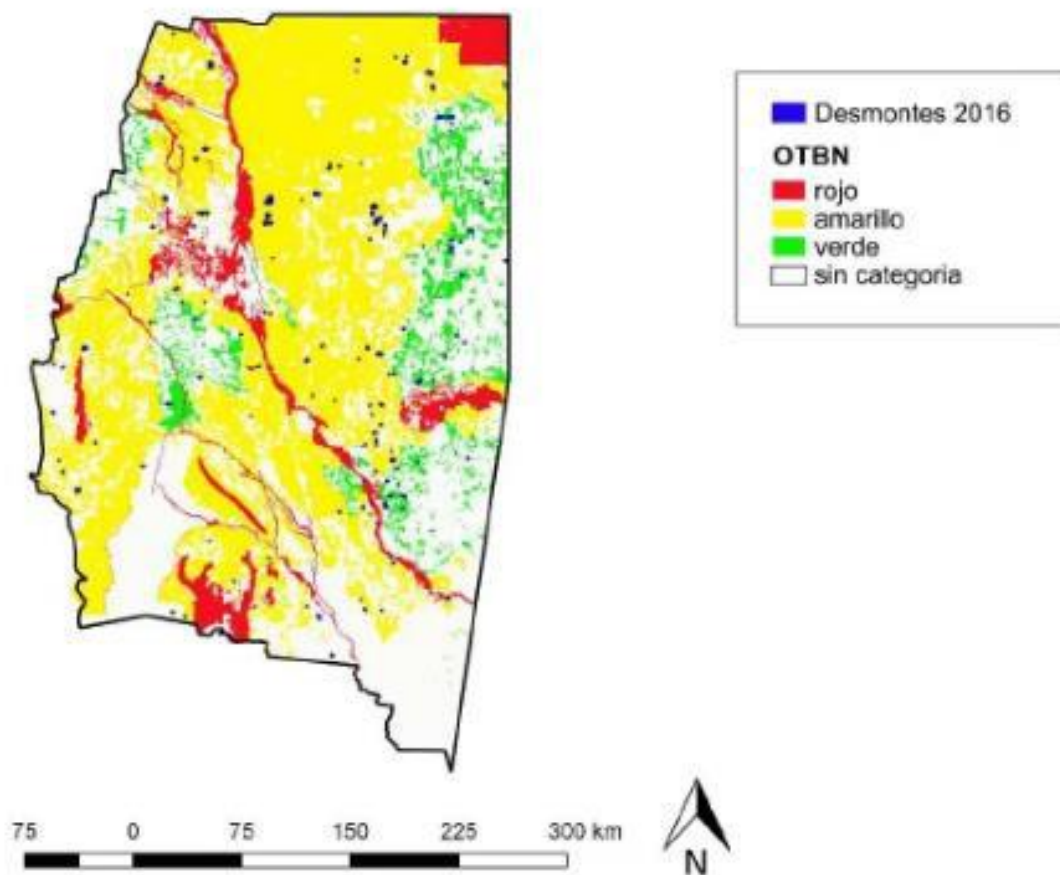 Desmontes 2016
OTBN
rojo
amarillo
verde
sin categoria
75 0 75 150 225 300 km
N